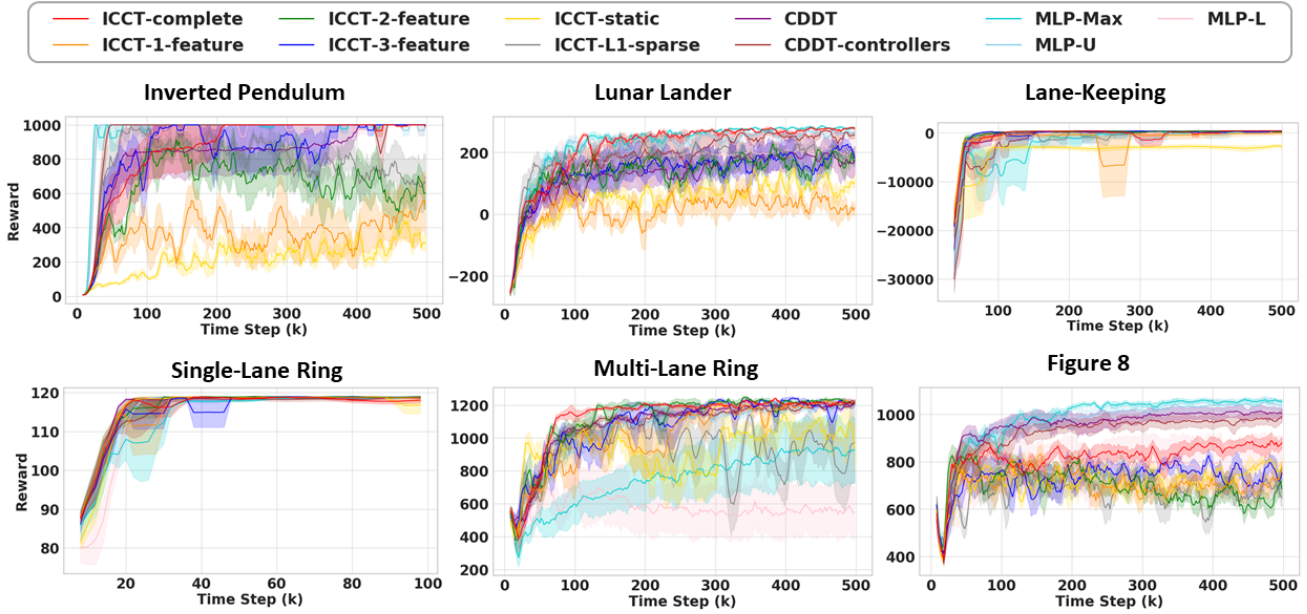 ICCT-complete ICCT-2-feature ICCT-static CDDT MLP-Max MLP-L
ICCT-1-feature ICCT-3-feature ICCT-L1-sparse CDDT-controllers MLP-U
Inverted Pendulum
Reward
1000
800
600
400
200
0
0 100 200 300 400 500
Time Step (k)
Lunar Lander
200
0
−200
0 100 200 300 400 500
Time Step (k)
Lane-Keeping
0
−10000
−20000
−30000
100 200 300 400 500
Time Step (k)
Single-Lane Ring
Reward
120
110
100
90
80
20 40 60 80 100
Time Step (k)
Multi-Lane Ring
1200
1000
800
600
400
200
0 100 200 300 400 500
Time Step (k)
Figure 8
1000
800
600
400
0 100 200 300 400 500
Time Step (k)